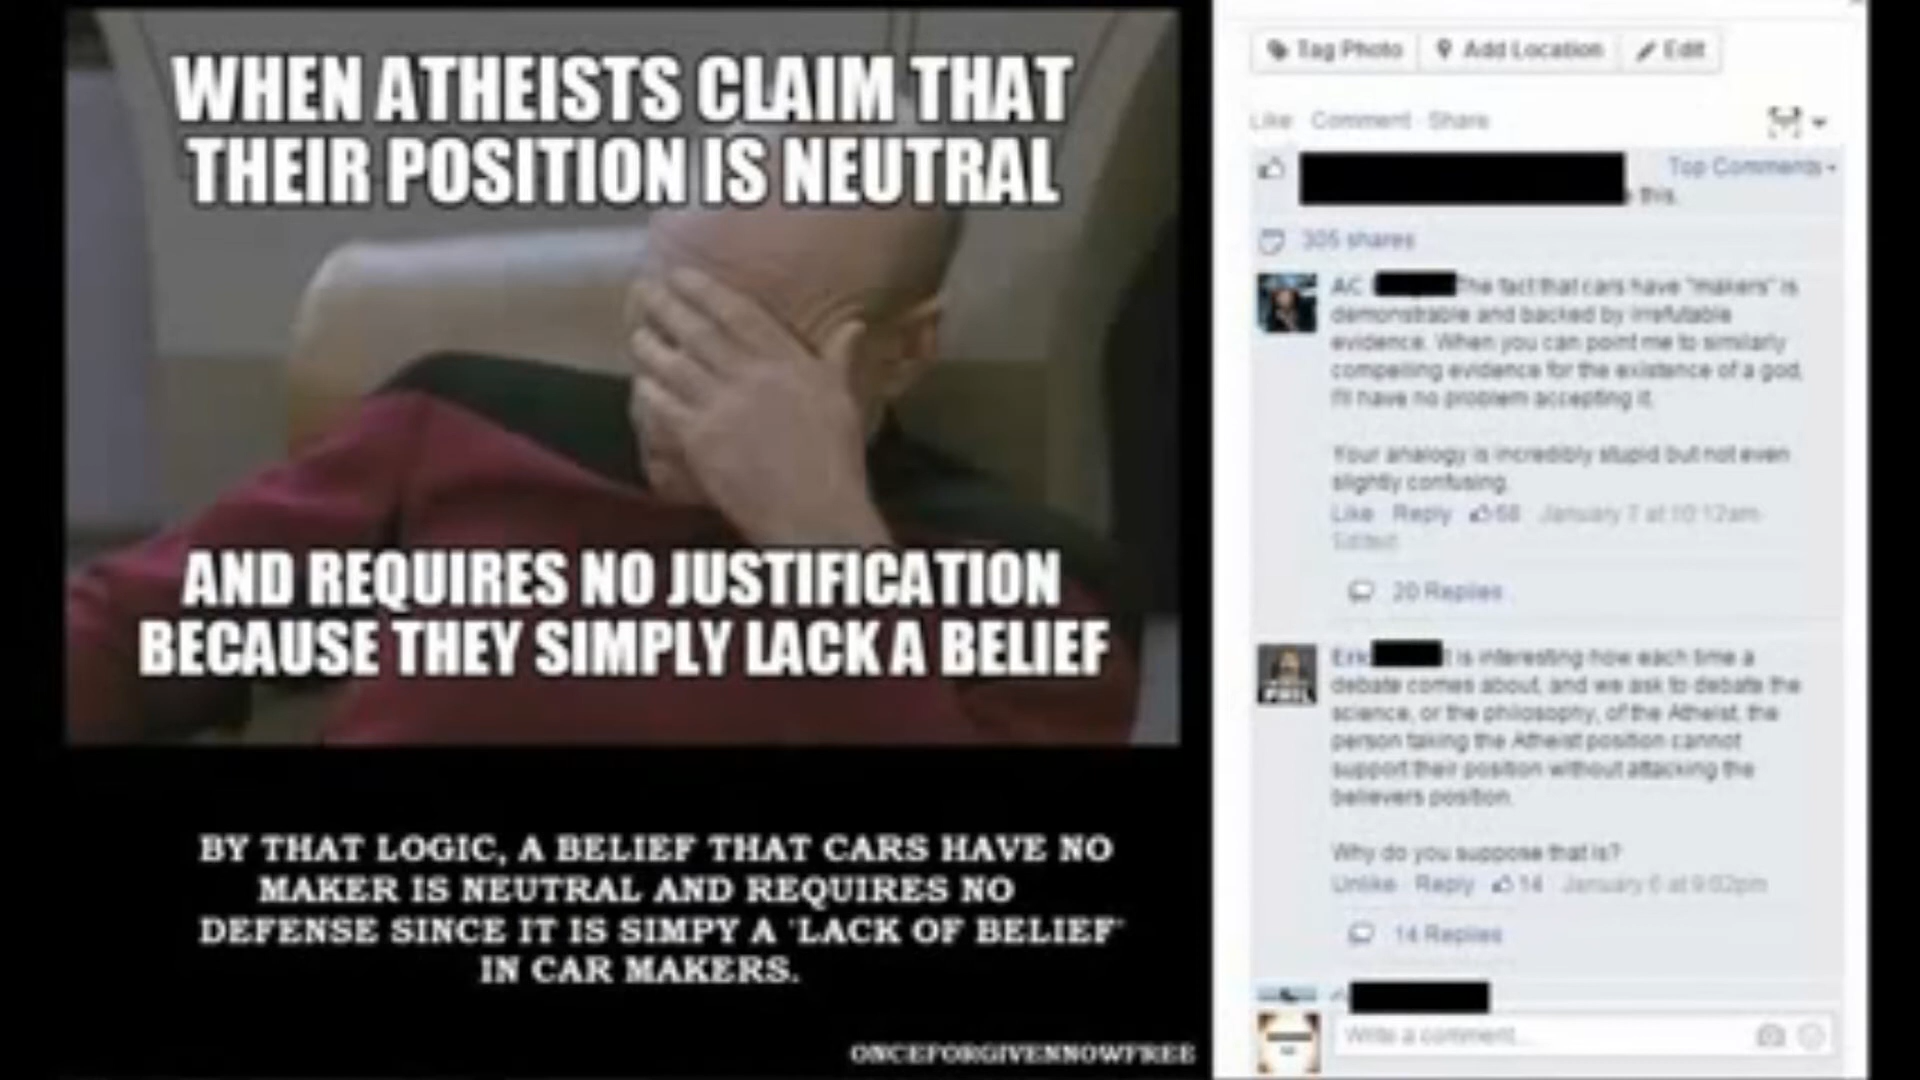 WHEN ATHEISTS CLAIM THAT
THEIR POSITION IS NEUTRAL
AND REQUIRES NO JUSTIFICATION
BECAUSE THEY SIMPLY LACK A BELIEF
BY THAT LOGIC, A BELIEF THAT CARS HAVE NO
MAKER IS NEUTRAL AND REQUIRES NO
DEFENSE SINCE IT IS SIMPY A 'LACK OF BELIEF'
IN CAR MAKERS.
ONCEFORGIVENNOWFREE
Tag Photo Add Location Edit
Like Comment Share
Top Comments
this.
305 shares
AC The fact that cars have "makers" is
demonstrable and backed by irrefutable
evidence. When you can point me to similarly
compelling evidence for the existence of a god,
I'll have no problem accepting it.
Your analogy is incredibly stupid but not even
slightly confusing.
Like Reply 68 January 7 at 10:12am
Edited
20 Replies
is interesting how each time a
debate comes about, and we ask to debate the
science, or the philosophy, of the Atheist, the
person taking the Atheist position cannot
support their position without attacking the
believers position.
Why do you suppose that is?
Unlike Reply 14 January 6 at 9:02pm
14 Replies
Write a comment...